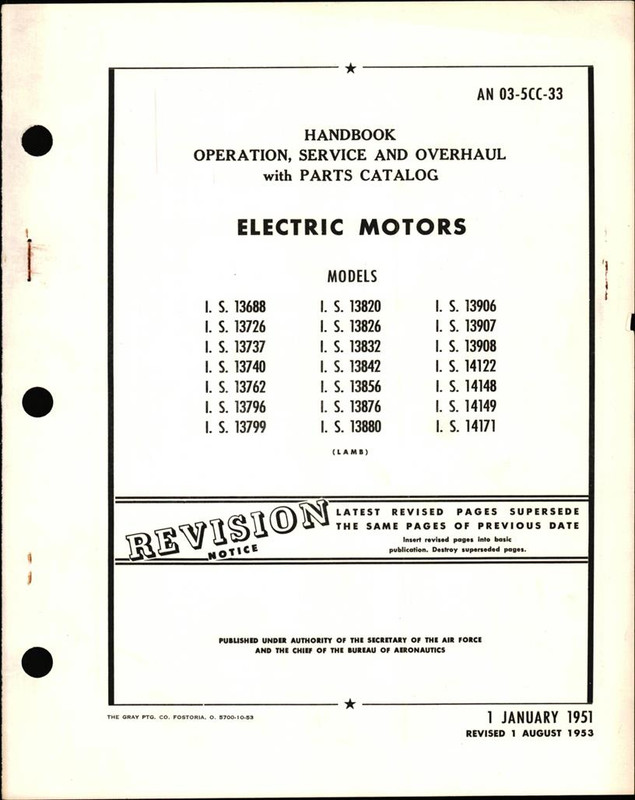 AN 03-5CC-33
HANDBOOK
OPERATION, SERVICE AND OVERHAUL
with PARTS CATALOG
ELECTRIC MOTORS
MODELS
I. S. 13688 I. S. 13820 I. S. 13906
I. S. 13726 I. S. 13826 I. S. 13907
I. S. 13737 I. S. 13832 I. S. 13908
I. S. 13740 I. S. 13842 I. S. 14122
I. S. 13762 I. S. 13856 I. S. 14148
I. S. 13796 I. S. 13876 I. S. 14149
I. S. 13799 I. S. 13880 I. S. 14171
(LAMB)
REVISION
NOTICE
LATEST REVISED PAGES SUPERSEDE
THE SAME PAGES OF PREVIOUS DATE
Insert revised pages into basic
publication. Destroy superseded pages.
PUBLISHED UNDER AUTHORITY OF THE SECRETARY OF THE AIR FORCE
AND THE CHIEF OF THE BUREAU OF AERONAUTICS
THE GRAY PTG. CO. FOSTORIA, O. 5700-10-53
1 JANUARY 1951
REVISED 1 AUGUST 1953